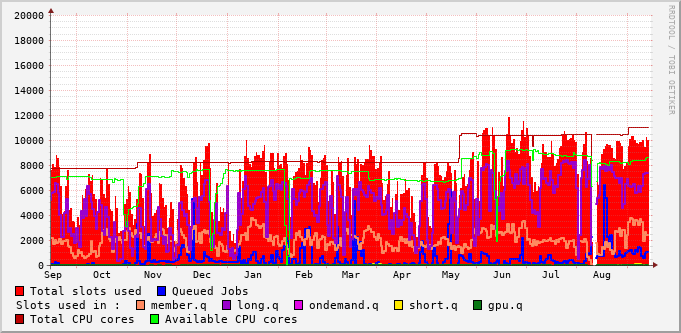 20000
18000
16000
14000
12000
10000
8000
6000
4000
2000
0
Sep Oct Nov Dec Jan Feb Mar Apr May Jun Jul Aug
Total slots used Queued Jobs
Slots used in : member.q long.q ondemand.q short.q gpu.q
Total CPU cores Available CPU cores
RRDTOOL / TOBI OETIKER